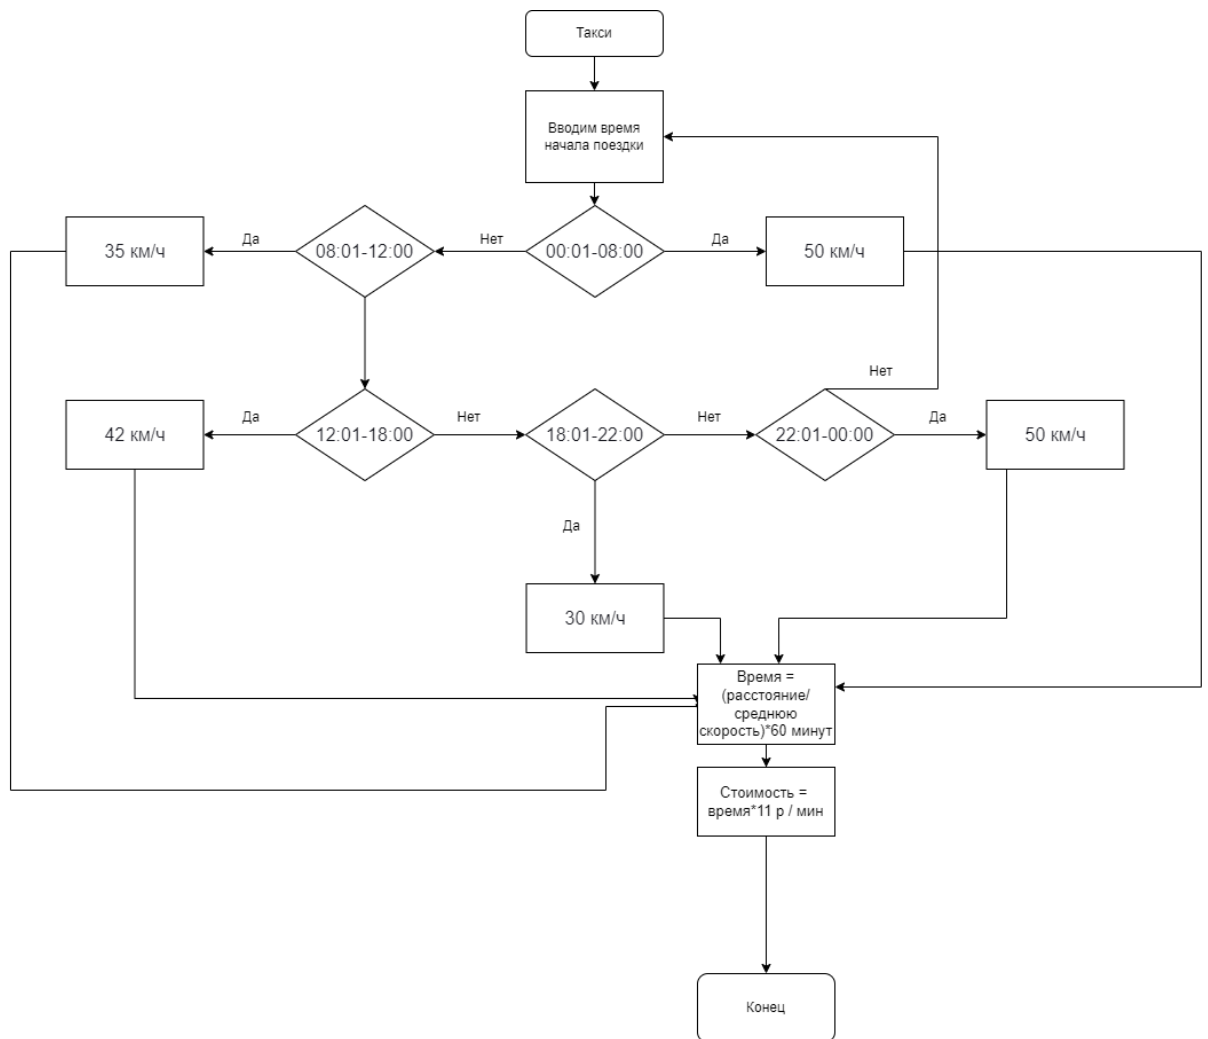 Такси
Вводим время
начала поездки
35 км/ч
Да
08:01-12:00
Нет
00:01-08:00
Да
50 км/ч
Нет
42 км/ч
Да
12:01-18:00
Нет
18:01-22:00
Нет
22:01-00:00
Да
50 км/ч
Да
30 км/ч
Время =
(расстояние/
среднюю
скорость)*60 минут
Стоимость =
время*11 р / мин
Конец